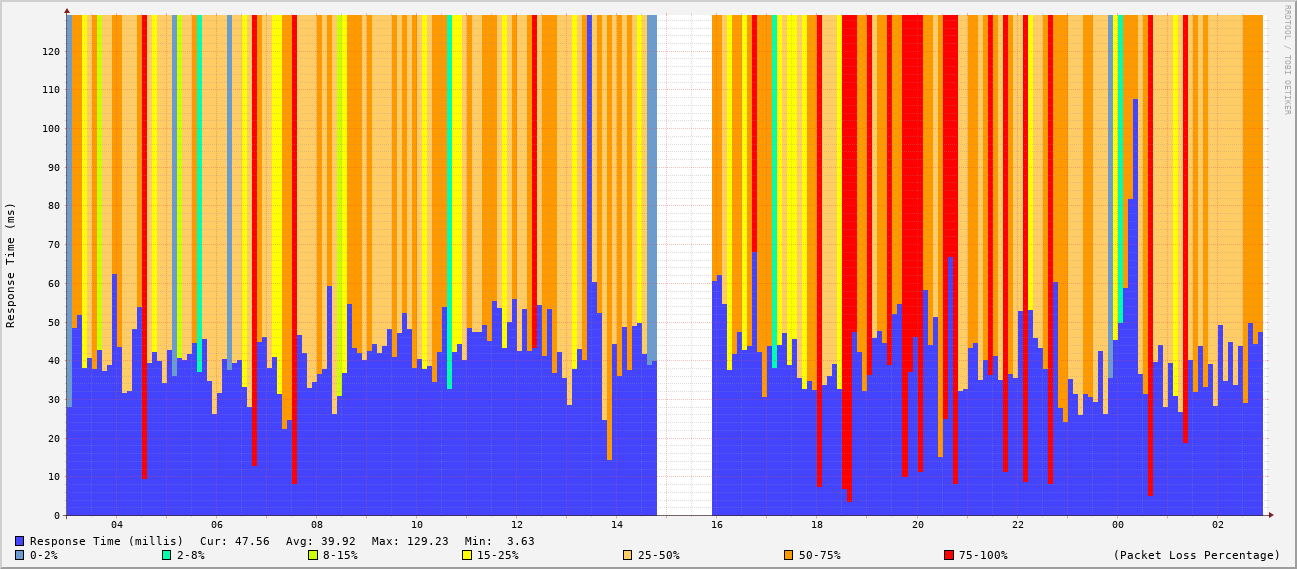 RRDTOOL / TOBI OETIKER
Response Time (ms)
120
110
100
90
80
70
60
50
40
30
20
10
0
04 06 08 10 12 14 16 18 20 22 00 02
Response Time (millis) Cur: 47.56 Avg: 39.92 Max: 129.23 Min: 3.63
0-2% 2-8% 8-15% 15-25% 25-50% 50-75% 75-100% (Packet Loss Percentage)